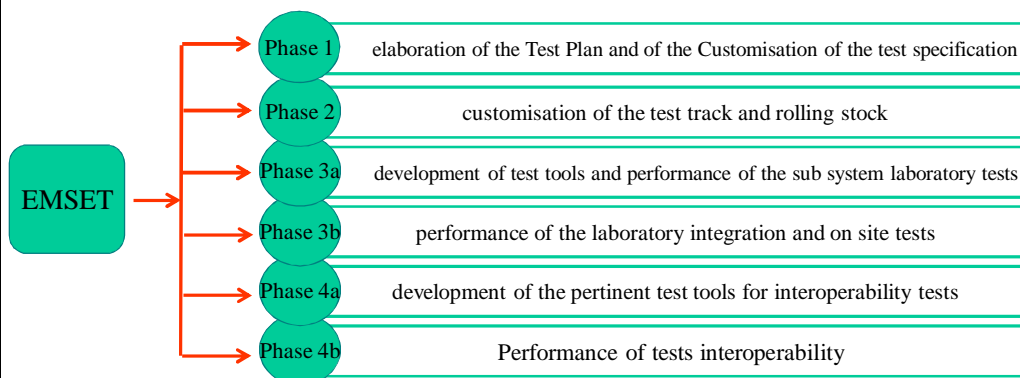 Phase 1 elaboration of the Test Plan and of the Customisation of the test specification
Phase 2 customisation of the test track and rolling stock
Phase 3a development of test tools and performance of the sub system laboratory tests
EMSET
Phase 3b performance of the laboratory integration and on site tests
Phase 4a development of the pertinent test tools for interoperability tests
Phase 4b Performance of tests interoperability